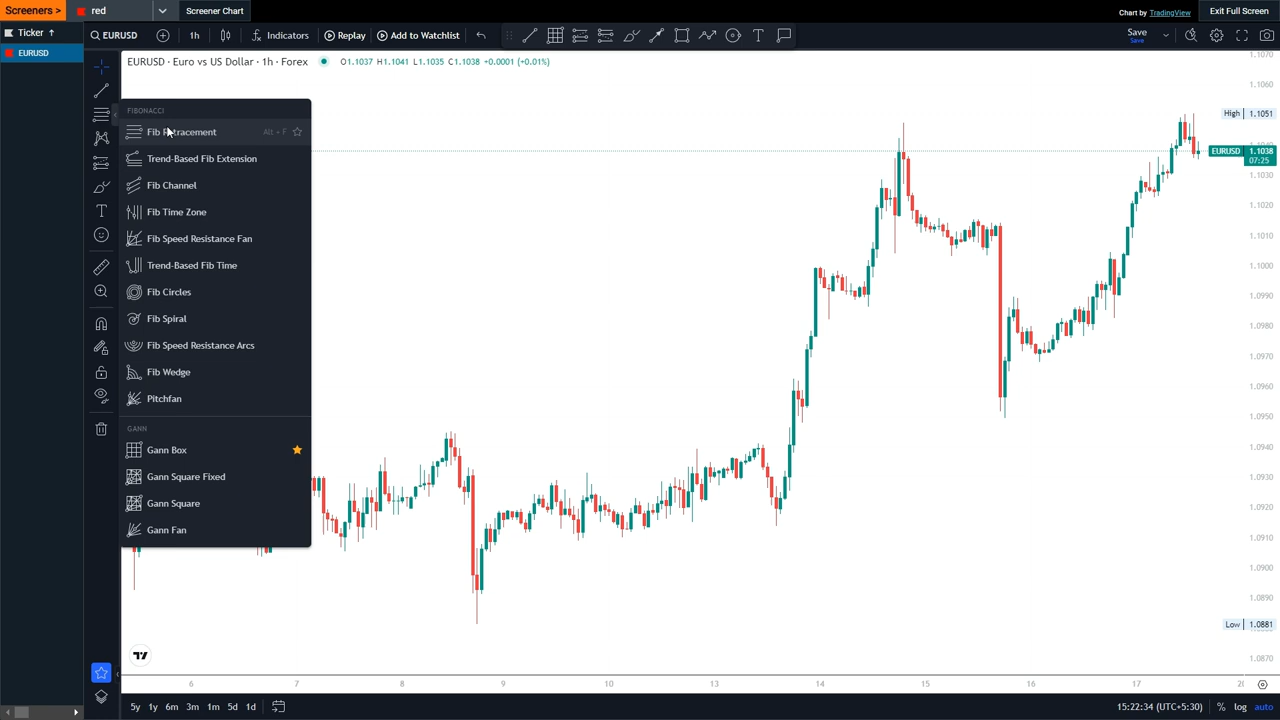 Screeners >
red
Screener Chart
Chart by TradingView
Exit Full Screen
Ticker ↑
EURUSD
1h
Indicators
Replay
Add to Watchlist
Save
Save
EURUSD
EURUSD · Euro vs US Dollar · 1h · Forex
O1.1037 H1.1041 L1.1035 C1.1038 +0.0001 (+0.01%)
FIBONACCI
Fib Retracement
Alt + F
Trend-Based Fib Extension
Fib Channel
Fib Time Zone
Fib Speed Resistance Fan
Trend-Based Fib Time
Fib Circles
Fib Spiral
Fib Speed Resistance Arcs
Fib Wedge
Pitchfan
GANN
Gann Box
Gann Square Fixed
Gann Square
Gann Fan
1.1070
1.1060
High 1.1051
EURUSD 1.1038
07:25
1.1030
1.1020
1.1010
1.1000
1.0990
1.0980
1.0970
1.0960
1.0950
1.0940
1.0930
1.0920
1.0910
1.0900
1.0890
Low 1.0881
1.0870
6 7 8 9 10 13 14 15 16 17
5y 1y 6m 3m 1m 5d 1d
15:22:34 (UTC+5:30)
% log auto